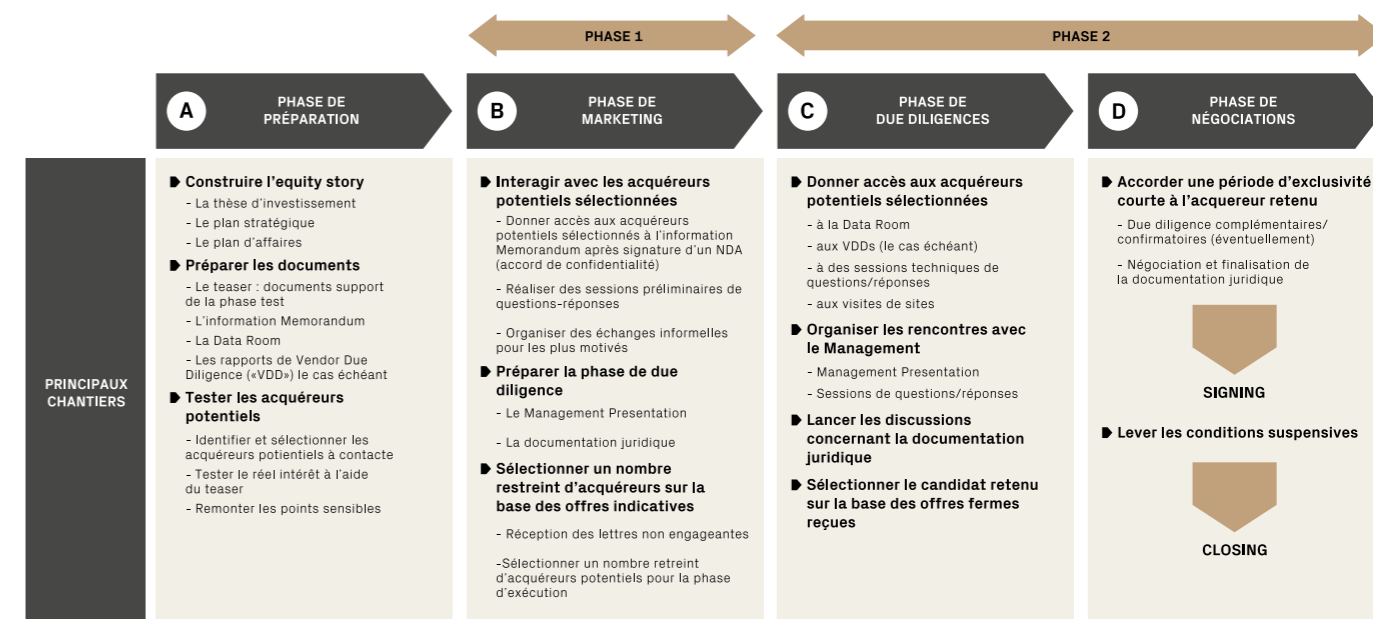 PHASE 1
PHASE 2
A
PHASE DE
PRÉPARATION
B
PHASE DE
MARKETING
C
PHASE DE
DUE DILIGENCES
D
PHASE DE
NÉGOCIATIONS
PRINCIPAUX
CHANTIERS
Construire l'equity story
- La thèse d'investissement
- Le plan stratégique
- Le plan d'affaires
Préparer les documents
- Le teaser : documents support
de la phase test
- L'information Memorandum
- La Data Room
- Les rapports de Vendor Due
Diligence («VDD») le cas échéant
Tester les acquéreurs
potentiels
- Identifier et sélectionner les
acquéreurs potientiels à contacte
- Tester le réel intérêt à l'aide
du teaser
- Remonter les points sensibles
Interagir avec les acquéreurs
potentiels sélectionnées
- Donner accès aux acquéreurs
potentiels sélectionnés à l'information
Memorandum après signature d'un NDA
(accord de confidentialité)
- Réaliser des sessions préliminaires de
questions-réponses
- Organiser des échanges informelles
pour les plus motivés
Préparer la phase de due
diligence
- Le Management Presentation
- La documentation juridique
Sélectionner un nombre
restreint d'acquéreurs sur la
base des offres indicatives
- Réception des lettres non engageantes
-Sélectionner un nombre retreint
d'acquéreurs potentiels pour la phase
d'exécution
Donner accès aux acquéreurs
potentiels sélectionnées
- à la Data Room
- aux VDDs (le cas échéant)
- à des sessions techniques de
questions/réponses
- aux visites de sites
Organiser les rencontres avec
le Management
- Management Presentation
- Sessions de questions/réponses
Lancer les discussions
concernant la documentation
juridique
Sélectionner le candidat retenu
sur la base des offres fermes
reçues
Accorder une période d'exclusivité
courte à l'acquereur retenu
- Due diligence complémentaires/
confirmatoires (éventuellement)
- Négociation et finalisation de
la documentation juridique
SIGNING
Lever les conditions suspensives
CLOSING